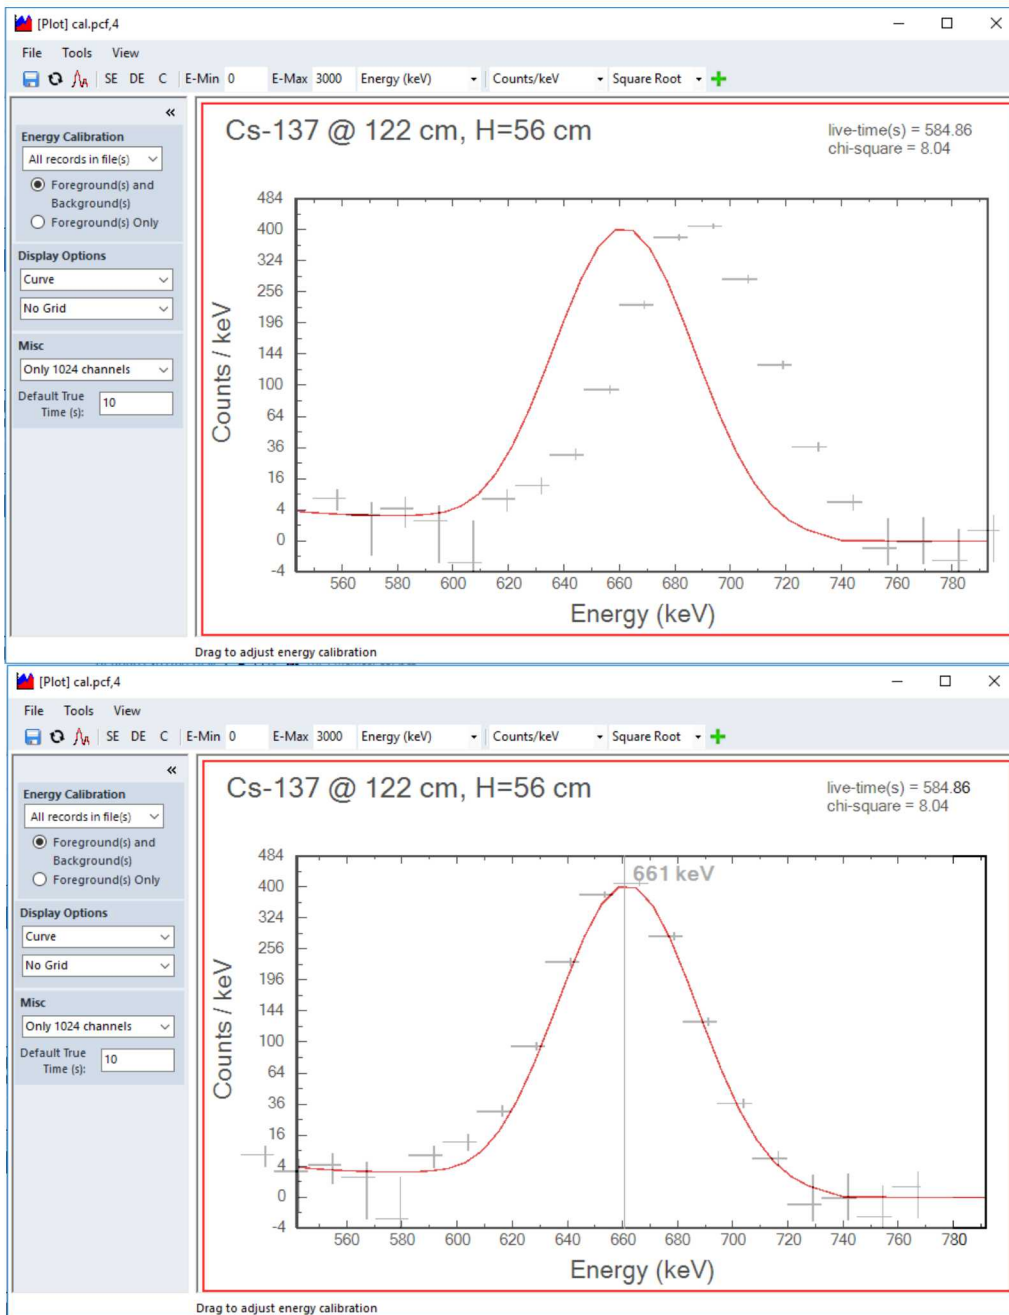 [Plot] cal.pcf,4
File Tools View
SE DE C E-Min 0 E-Max 3000 Energy (keV) Counts/keV Square Root
«
Energy Calibration
All records in file(s)
Foreground(s) and
Background(s)
Foreground(s) Only
Display Options
Curve
No Grid
Misc
Only 1024 channels
Default True
Time (s): 10
Cs-137 @ 122 cm, H=56 cm
live-time(s) = 584.86
chi-square = 8.04
484
400
324
256
196
144
100
64
36
16
4
0
-4
Counts / keV
560 580 600 620 640 660 680 700 720 740 760 780
Energy (keV)
Drag to adjust energy calibration
[Plot] cal.pcf,4
File Tools View
SE DE C E-Min 0 E-Max 3000 Energy (keV) Counts/keV Square Root
«
Energy Calibration
All records in file(s)
Foreground(s) and
Background(s)
Foreground(s) Only
Display Options
Curve
No Grid
Misc
Only 1024 channels
Default True
Time (s): 10
Cs-137 @ 122 cm, H=56 cm
live-time(s) = 584.86
chi-square = 8.04
661 keV
484
400
324
256
196
144
100
64
36
16
4
0
-4
Counts / keV
560 580 600 620 640 660 680 700 720 740 760 780
Energy (keV)
Drag to adjust energy calibration